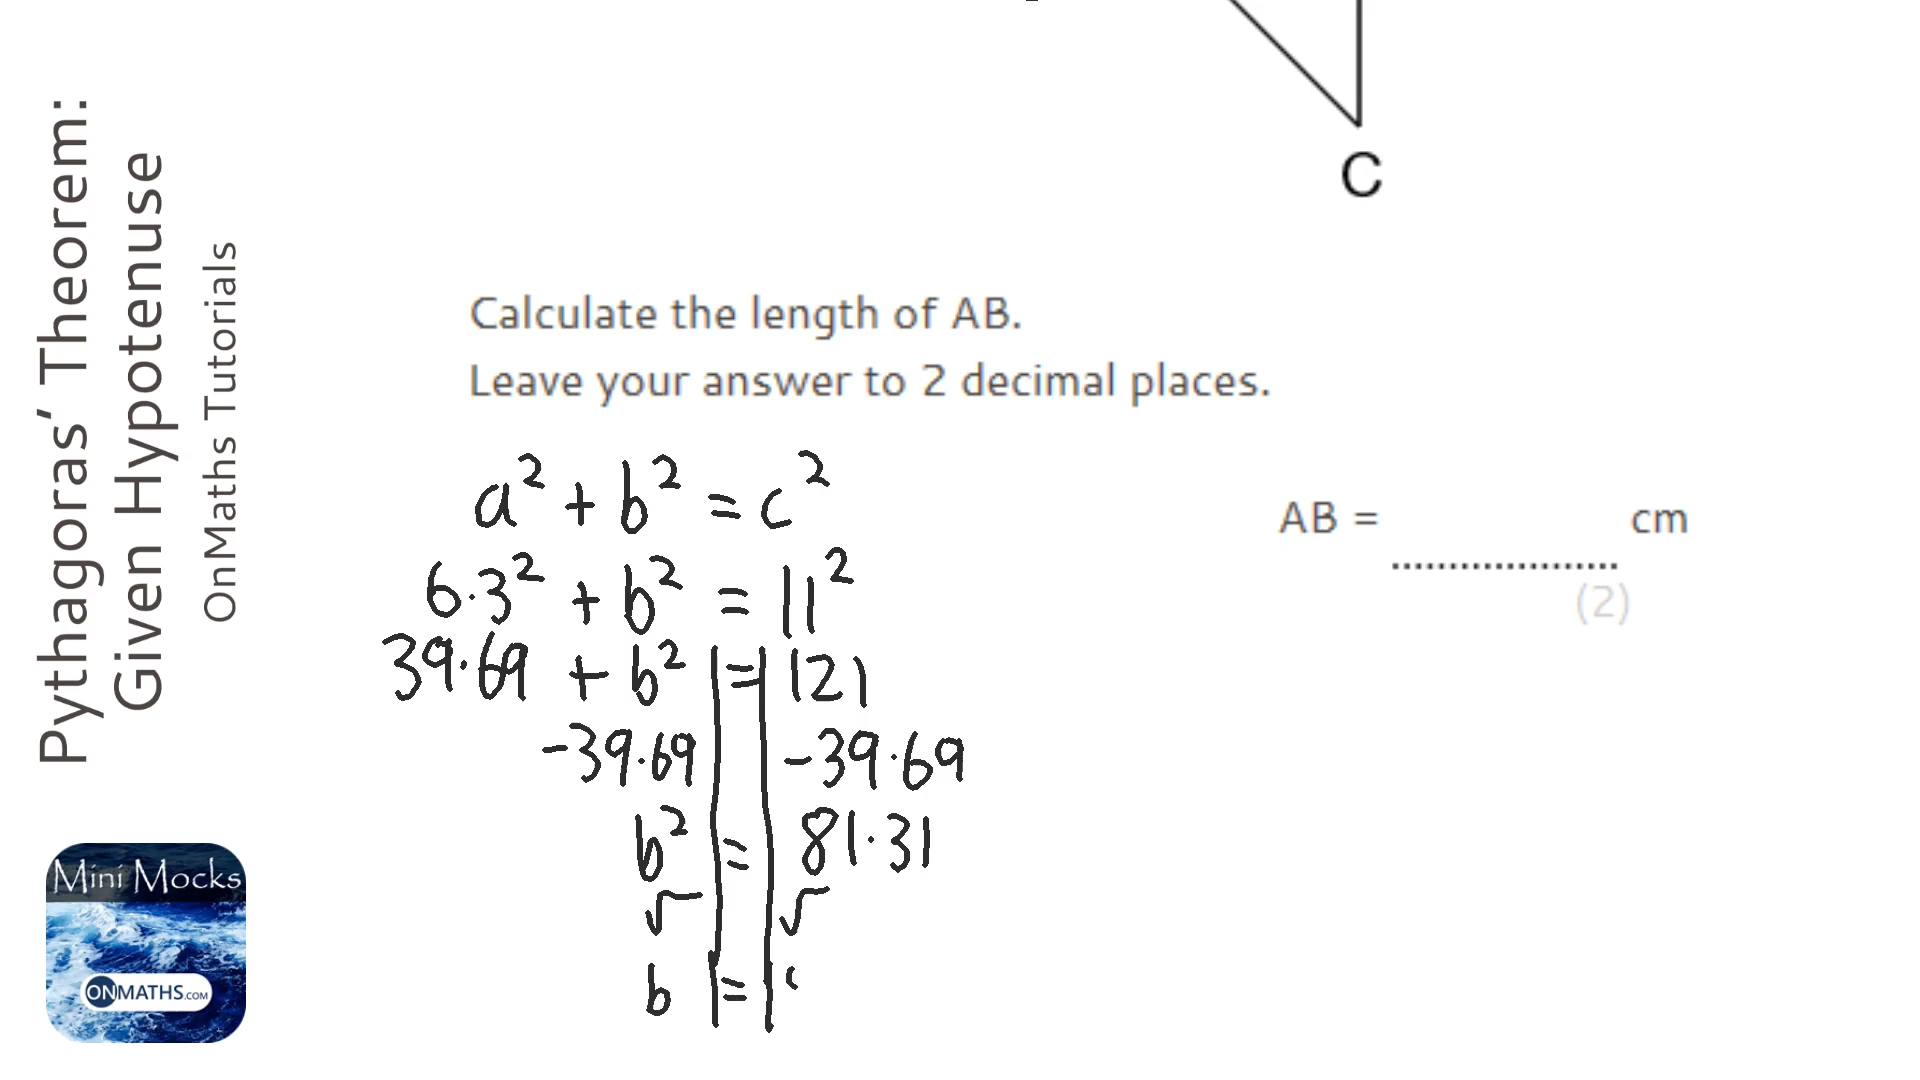 Pythagoras’ Theorem:
Given Hypotenuse
OnMaths Tutorials
C
Calculate the length of AB.
Leave your answer to 2 decimal places.
a² + b² = c²
6.3² + b² = 11²
39.69 + b² = 121
-39.69 -39.69
b² = 81.31
√ √
b =
AB = .................... cm
(2)
Mini Mocks
ONMATHS.COM